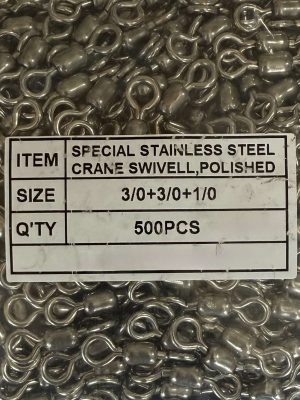 ITEM SPECIAL STAINLESS STEEL
CRANE SWIVELL,POLISHED
SIZE 3/0+3/0+1/0
Q'TY 500PCS